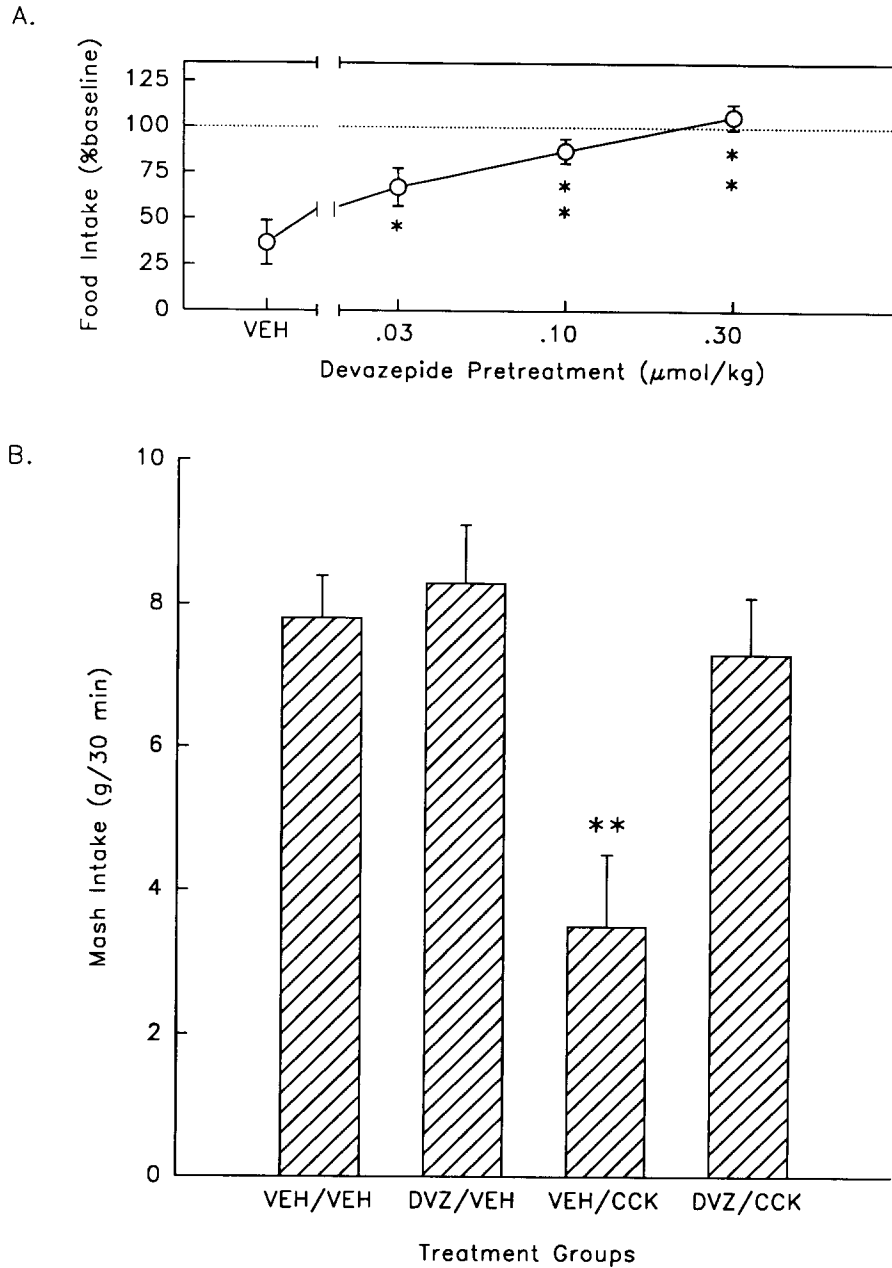 A.
Food Intake (%baseline)
125
100
75
50
25
0
*
*
*
*
*
VEH
.03
.10
.30
Devazepide Pretreatment (μmol/kg)
B.
Mash Intake (g/30 min)
10
8
6
4
2
0
**
VEH/VEH
DVZ/VEH
VEH/CCK
DVZ/CCK
Treatment Groups